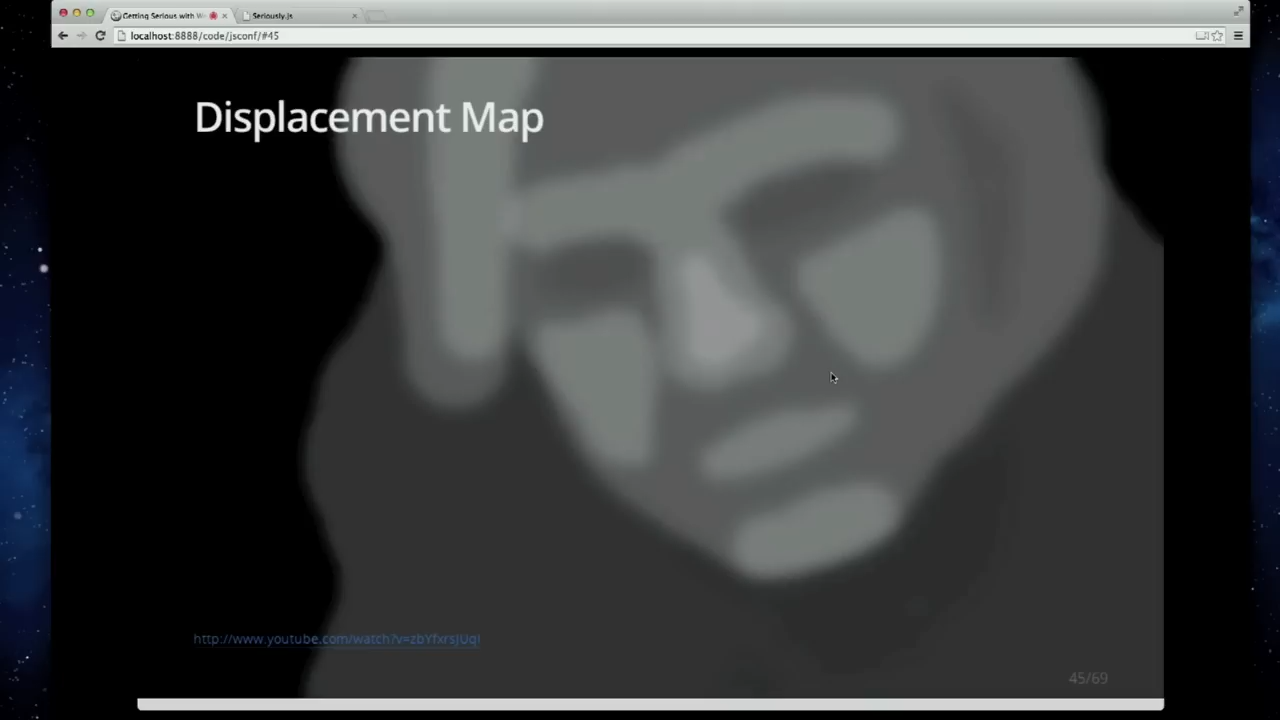 Getting Serious with W
Seriously.js
localhost:8888/code/jsconf/#45
Displacement Map
45/69